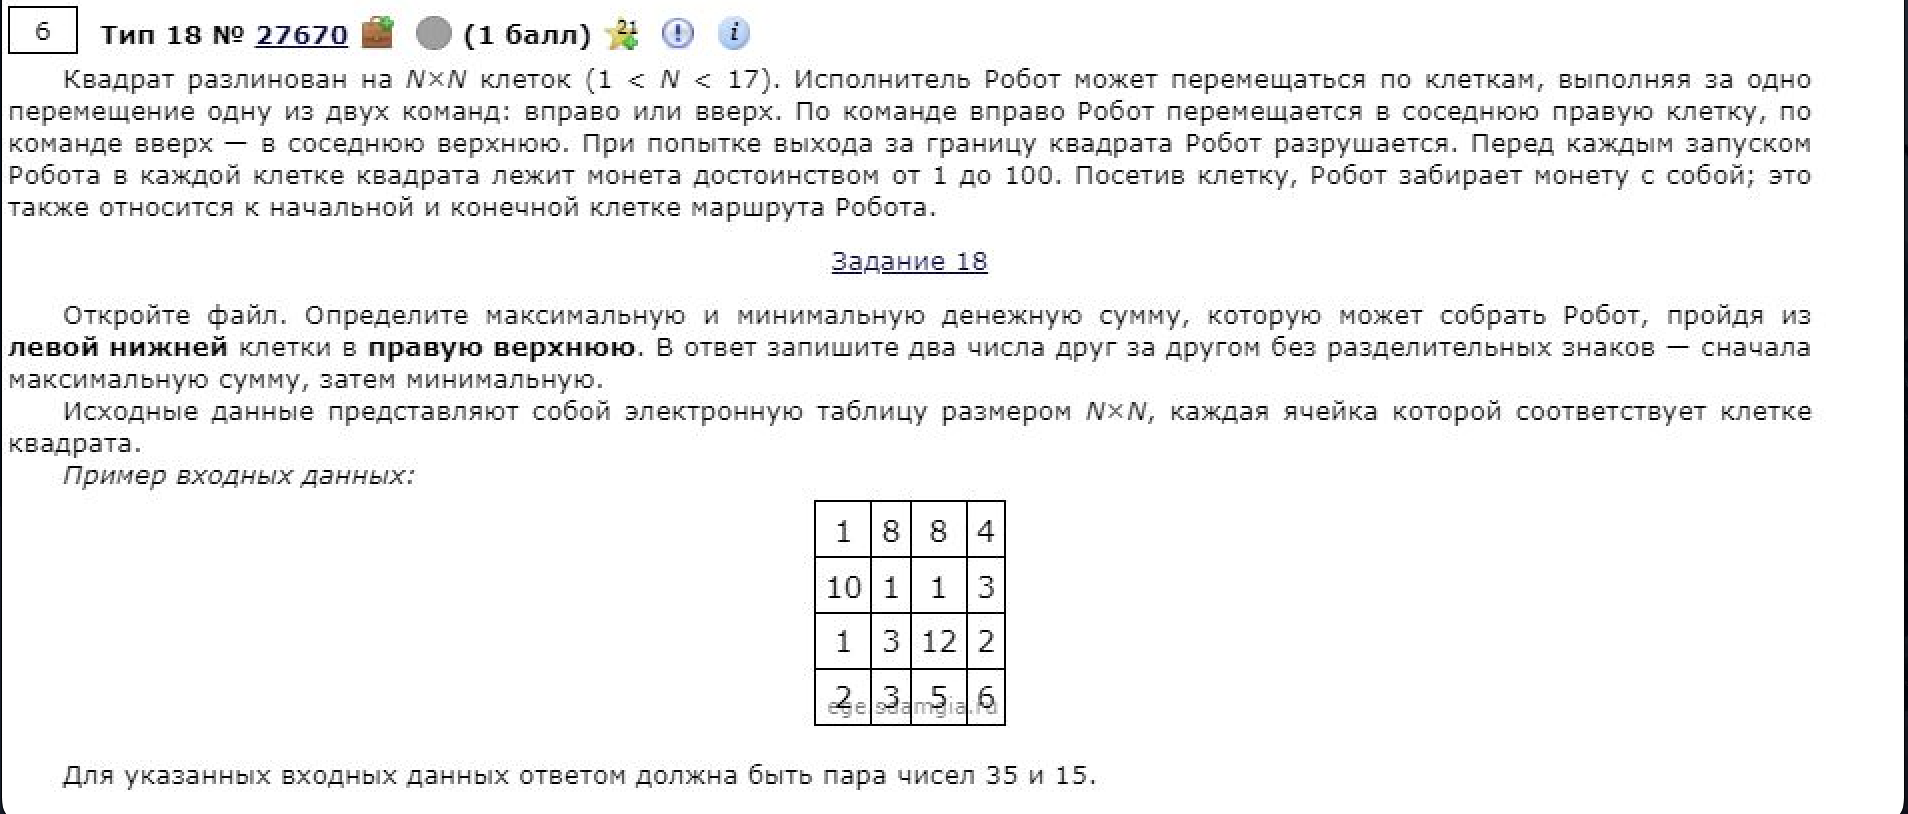 6 Тип 18 № 27670 (1 балл) 21 ! i
Квадрат разлинован на N×N клеток (1 < N < 17). Исполнитель Робот может перемещаться по клеткам, выполняя за одно
перемещение одну из двух команд: вправо или вверх. По команде вправо Робот перемещается в соседнюю правую клетку, по
команде вверх — в соседнюю верхнюю. При попытке выхода за границу квадрата Робот разрушается. Перед каждым запуском
Робота в каждой клетке квадрата лежит монета достоинством от 1 до 100. Посетив клетку, Робот забирает монету с собой; это
также относится к начальной и конечной клетке маршрута Робота.
Задание 18
Откройте файл. Определите максимальную и минимальную денежную сумму, которую может собрать Робот, пройдя из
левой нижней клетки в правую верхнюю. В ответ запишите два числа друг за другом без разделительных знаков — сначала
максимальную сумму, затем минимальную.
Исходные данные представляют собой электронную таблицу размером N×N, каждая ячейка которой соответствует клетке
квадрата.
Пример входных данных:
1 8 8 4
10 1 1 3
1 3 12 2
2 3 5 6
ege.sdamgia.ru
Для указанных входных данных ответом должна быть пара чисел 35 и 15.